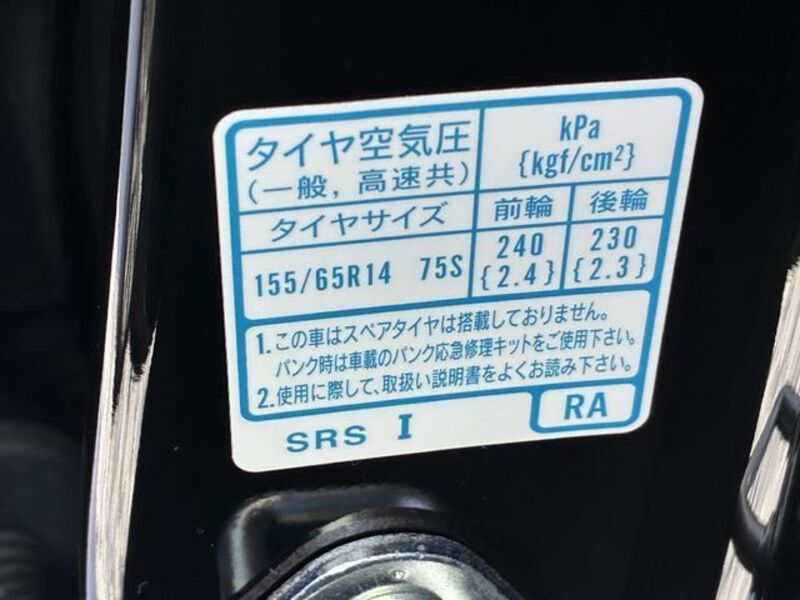 タイヤ空気圧
(一般, 高速共)
kPa
{kgf/cm²}
タイヤサイズ 前輪 後輪
155/65R14 75S 240 230
{2.4} {2.3}
1.この車はスペアタイヤは搭載しておりません。
パンク時は車載のパンク応急修理キットをご使用下さい。
2.使用に際して、取扱い説明書をよくお読み下さい。
SRS I RA